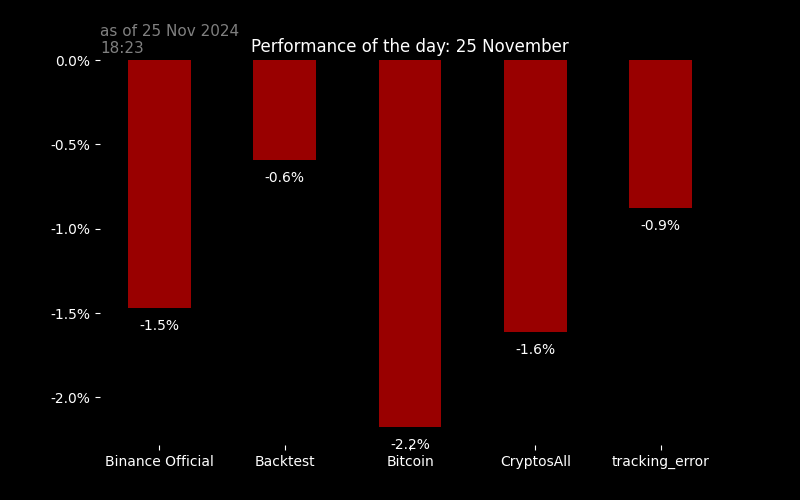 as of 25 Nov 2024
18:23
Performance of the day: 25 November
0.0%
-0.5%
-1.0%
-1.5%
-2.0%
-1.5%
-0.6%
-2.2%
-1.6%
-0.9%
Binance Official
Backtest
Bitcoin
CryptosAll
tracking_error